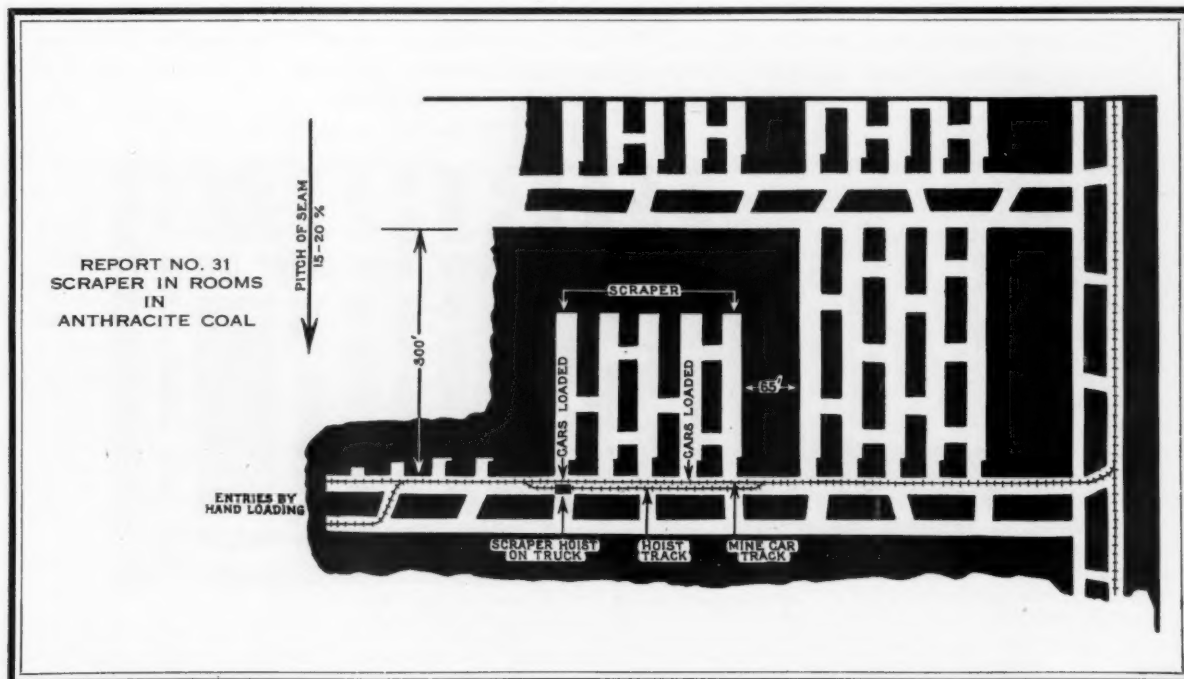 REPORT NO. 31
SCRAPER IN ROOMS
IN
ANTHRACITE COAL
PITCH OF SEAM
15-20 %
300'
SCRAPER
CARS LOADED
CARS LOADED
65'
ENTRIES BY
HAND LOADING
SCRAPER HOIST
ON TRUCK
HOIST
TRACK
MINE CAR
TRACK